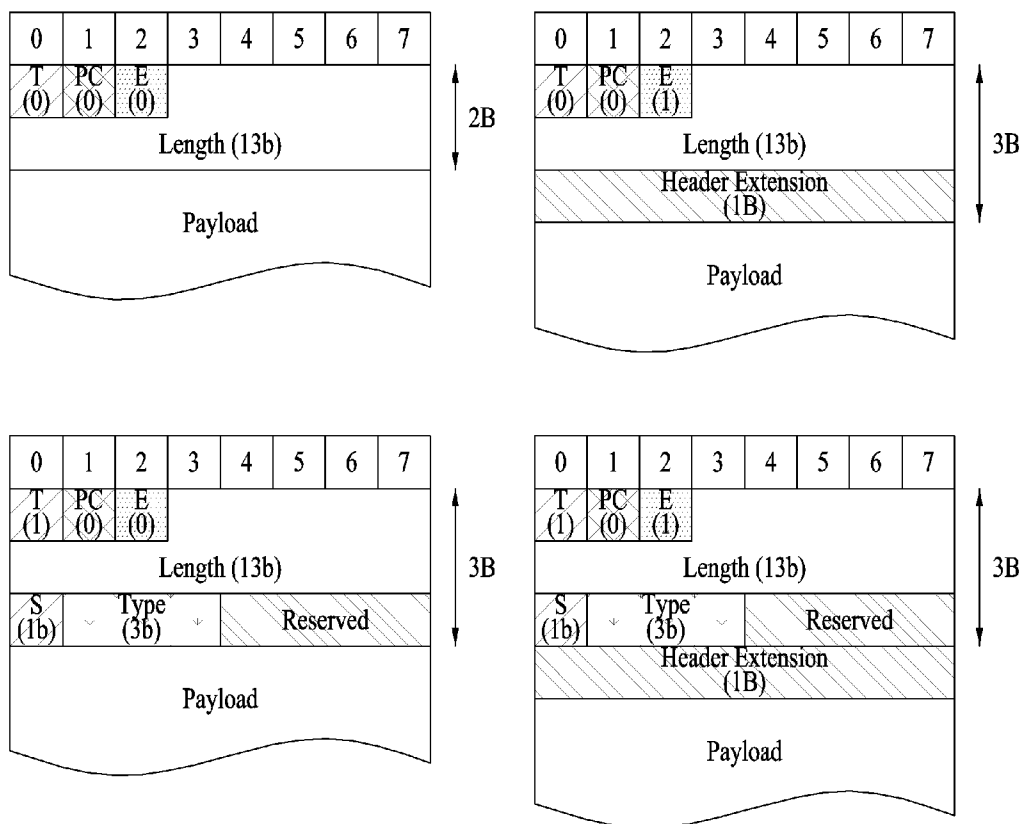 0 1 2 3 4 5 6 7
T PC E
(0) (0) (0)
Length (13b)
2B
Payload
0 1 2 3 4 5 6 7
T PC E
(0) (0) (1)
Length (13b)
3B
Header Extension
(1B)
Payload
0 1 2 3 4 5 6 7
T PC E
(1) (0) (0)
Length (13b)
3B
S Type Reserved
(1b) (3b)
Payload
0 1 2 3 4 5 6 7
T PC E
(1) (0) (1)
Length (13b)
3B
S Type Reserved
(1b) (3b)
Header Extension
(1B)
Payload